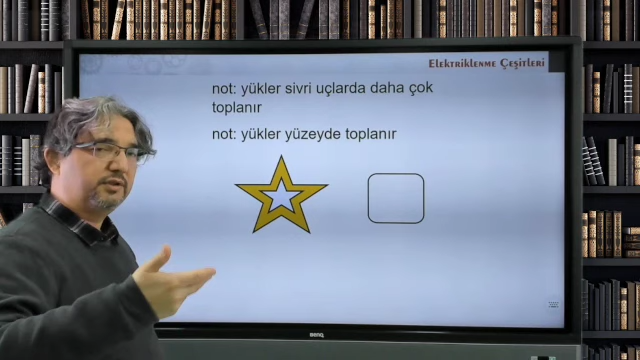 Elektriklenme Çeşitleri
not: yükler sivri uçlarda daha çok
toplanır
not: yükler yüzeyde toplanır
BenQ